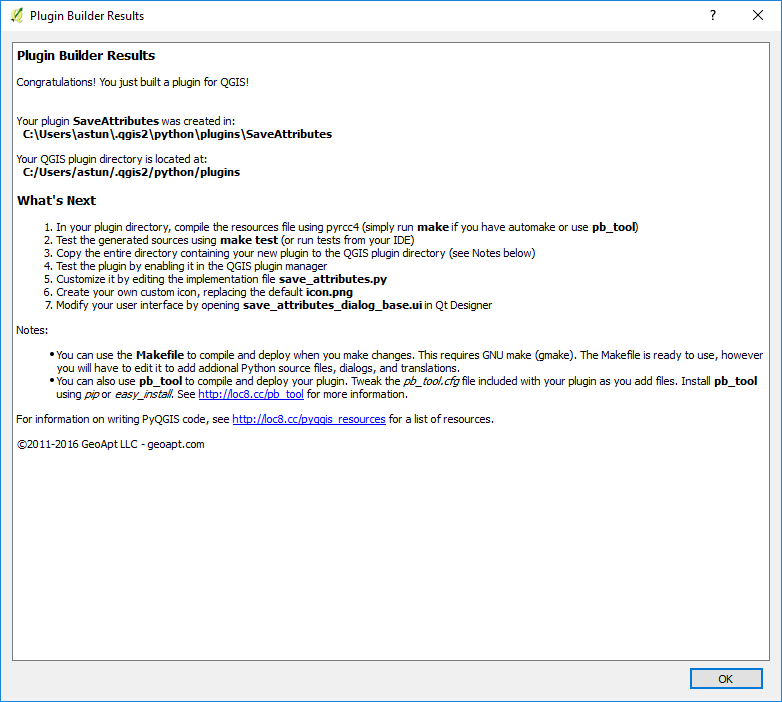 Plugin Builder Results
?
Plugin Builder Results
Congratulations! You just built a plugin for QGIS!
Your plugin SaveAttributes was created in:
C:\Users\astun\.qgis2\python\plugins\SaveAttributes
Your QGIS plugin directory is located at:
C:/Users/astun/.qgis2/python/plugins
What's Next
1. In your plugin directory, compile the resources file using pyrcc4 (simply run make if you have automake or use pb_tool)
2. Test the generated sources using make test (or run tests from your IDE)
3. Copy the entire directory containing your new plugin to the QGIS plugin directory (see Notes below)
4. Test the plugin by enabling it in the QGIS plugin manager
5. Customize it by editing the implementation file save_attributes.py
6. Create your own custom icon, replacing the default icon.png
7. Modify your user interface by opening save_attributes_dialog_base.ui in Qt Designer
Notes:
• You can use the Makefile to compile and deploy when you make changes. This requires GNU make (gmake). The Makefile is ready to use, however
you will have to edit it to add addional Python source files, dialogs, and translations.
• You can also use pb_tool to compile and deploy your plugin. Tweak the pb_tool.cfg file included with your plugin as you add files. Install pb_tool
using pip or easy_install. See http://loc8.cc/pb_tool for more information.
For information on writing PyQGIS code, see http://loc8.cc/pyqgis_resources for a list of resources.
©2011-2016 GeoApt LLC - geoapt.com
OK